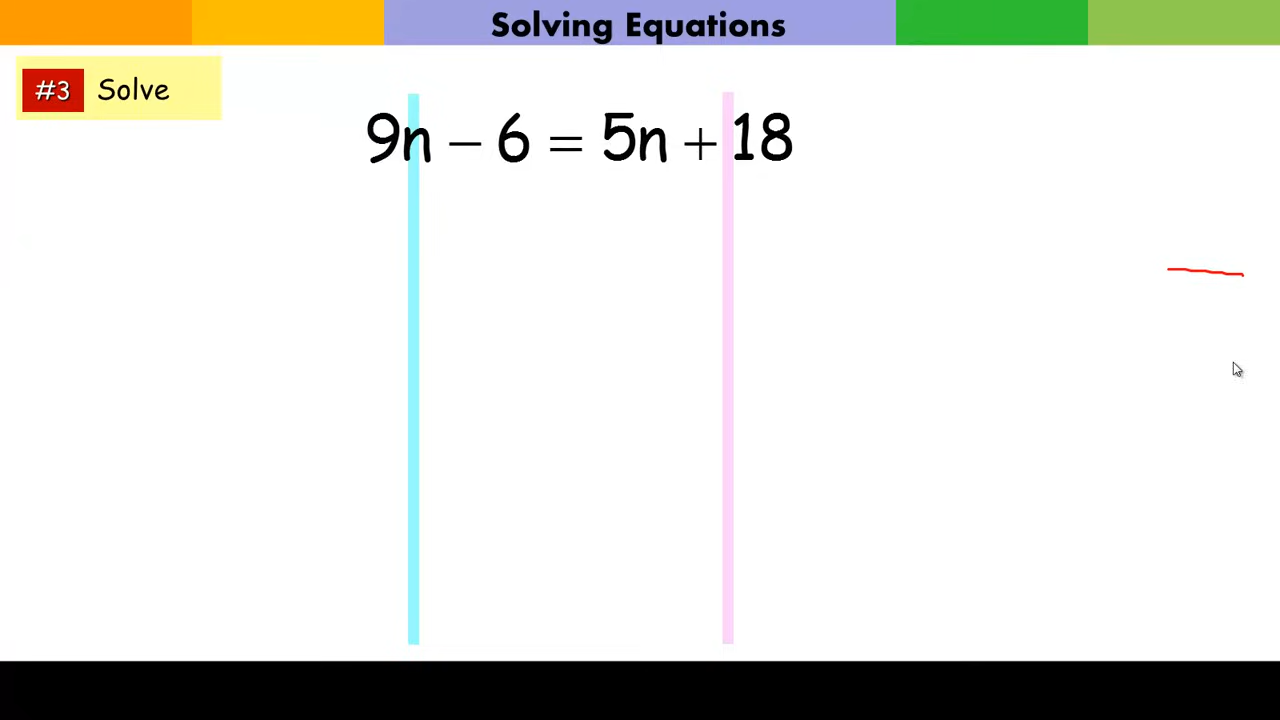 Solving Equations
#3 Solve
9n − 6 = 5n + 18